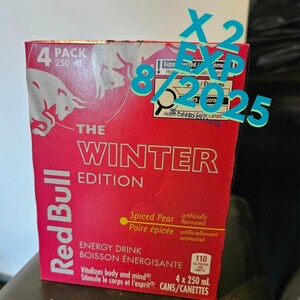 X 2
EXP
8/2025
4 PACK
250 ml
THE
WINTER
EDITION
Red Bull
Spiced Pear
artificially
flavoured
Poire épicée
artificiellement
aromatisé
ENERGY DRINK
BOISSON ÉNERGISANTE
110
Vitalizes body and mind®
Stimule le corps et l'esprit®
4 x 250 mL
CANS/CANETTES